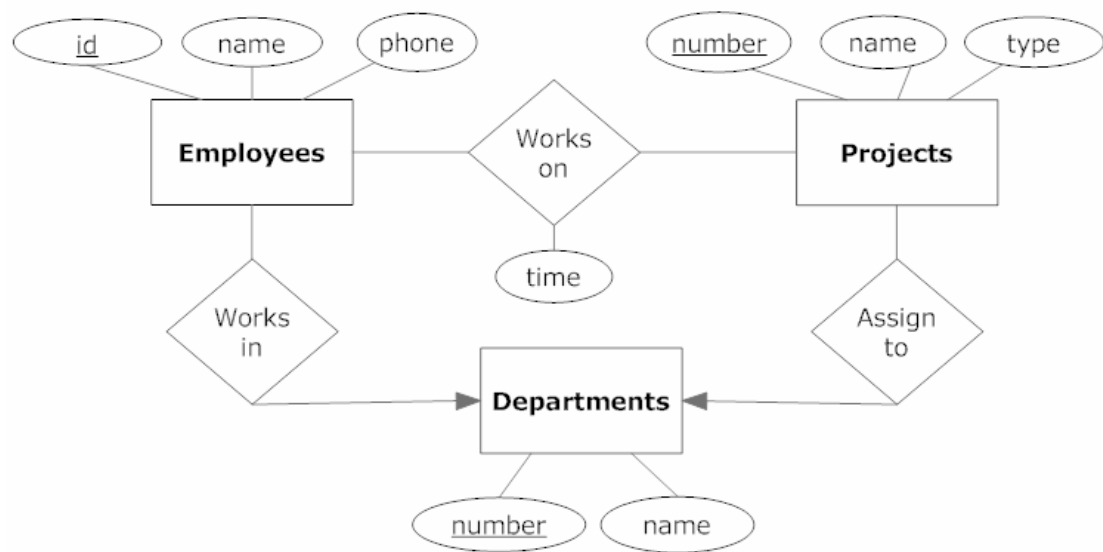 id
name
phone
number
name
type
Employees
Works
on
Projects
time
Works
in
Assign
to
Departments
number
name